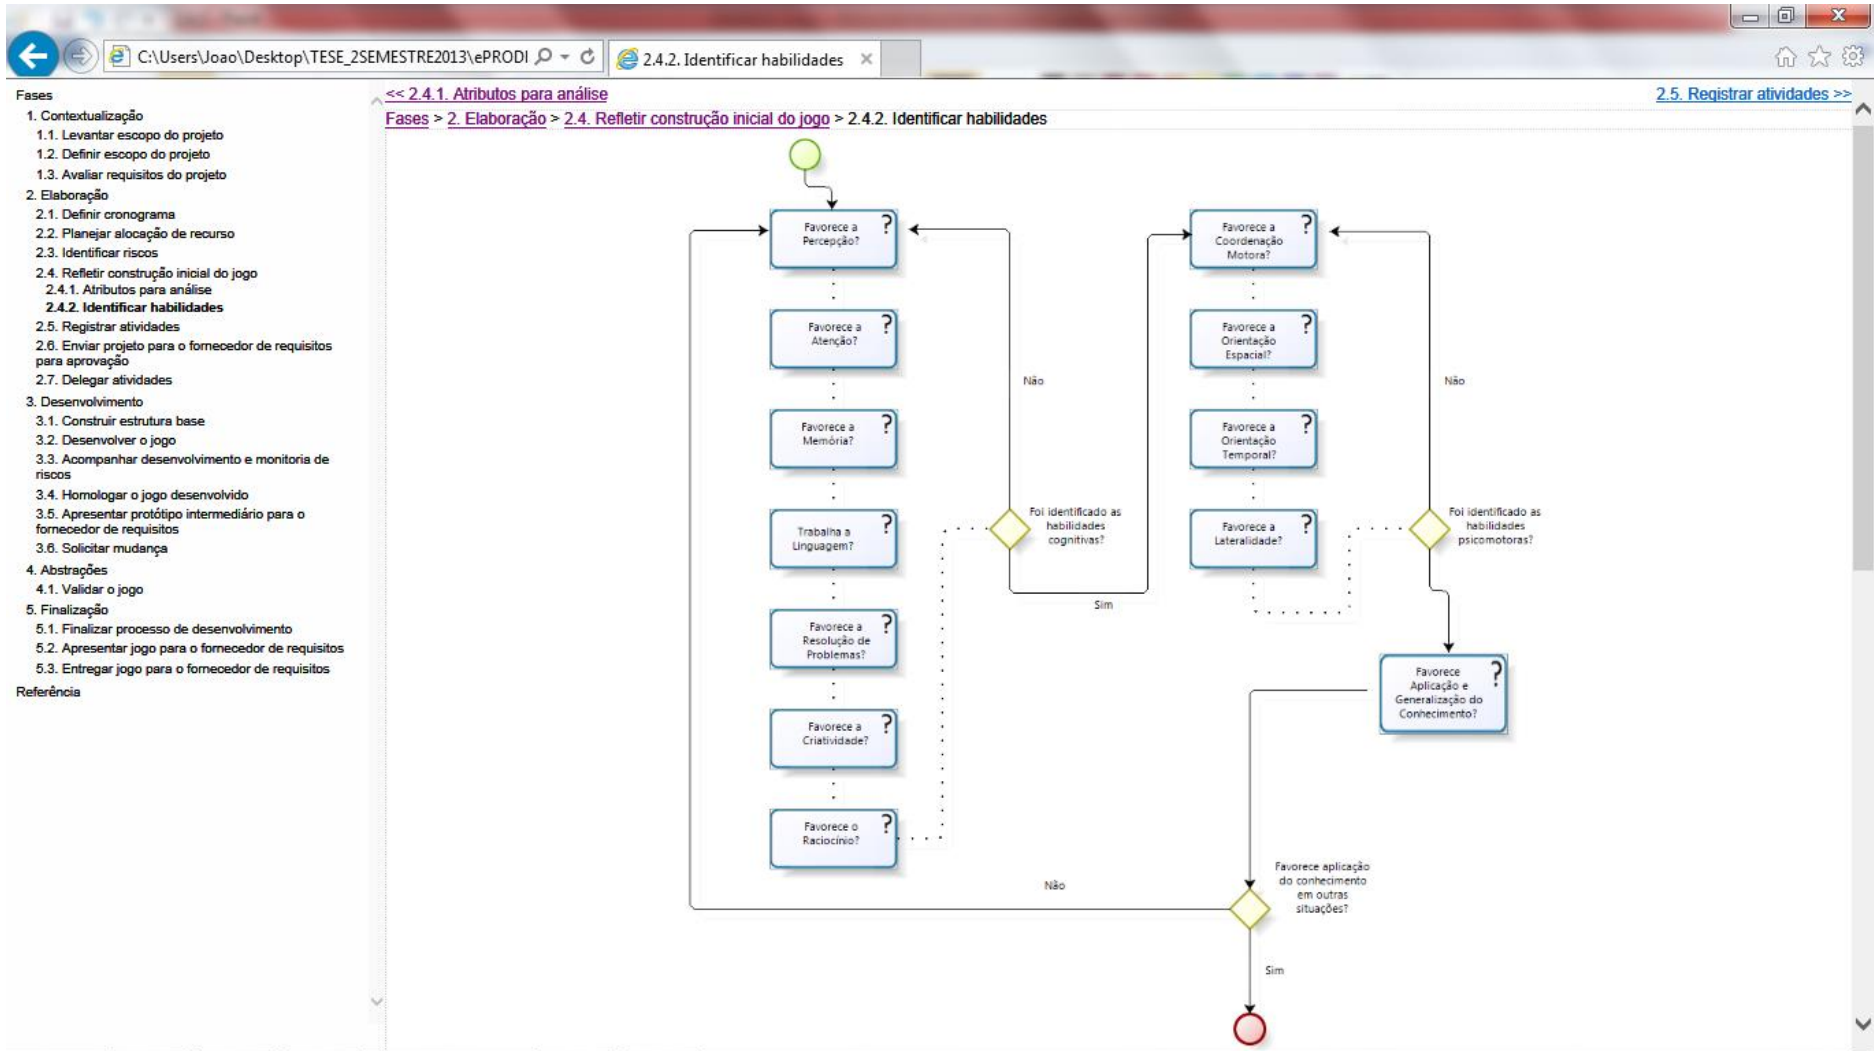 C:\Users\Joao\Desktop\TESE_2SEMESTRE2013\ePRODI
2.4.2. Identificar habilidades
Fases
1. Contextualização
1.1. Levantar escopo do projeto
1.2. Definir escopo do projeto
1.3. Avaliar requisitos do projeto
2. Elaboração
2.1. Definir cronograma
2.2. Planejar alocação de recurso
2.3. Identificar riscos
2.4. Refletir construção inicial do jogo
2.4.1. Atributos para análise
2.4.2. Identificar habilidades
2.5. Registrar atividades
2.6. Enviar projeto para o fornecedor de requisitos
para aprovação
2.7. Delegar atividades
3. Desenvolvimento
3.1. Construir estrutura base
3.2. Desenvolver o jogo
3.3. Acompanhar desenvolvimento e monitoria de
riscos
3.4. Homologar o jogo desenvolvido
3.5. Apresentar protótipo intermediário para o
fornecedor de requisitos
3.6. Solicitar mudança
4. Abstrações
4.1. Validar o jogo
5. Finalização
5.1. Finalizar processo de desenvolvimento
5.2. Apresentar jogo para o fornecedor de requisitos
5.3. Entregar jogo para o fornecedor de requisitos
Referência
<< 2.4.1. Atributos para análise
2.5. Registrar atividades >>
Fases > 2. Elaboração > 2.4. Refletir construção inicial do jogo > 2.4.2. Identificar habilidades
Favorece a
Percepção?
?
Favorece a
Atenção?
?
Favorece a
Memória?
?
Trabalha a
Linguagem?
?
Favorece a
Resolução de
Problemas?
?
Favorece a
Criatividade?
?
Favorece o
Raciocínio?
?
Não
Foi identificado as
habilidades
cognitivas?
Sim
Favorece a
Coordenação
Motora?
?
Favorece a
Orientação
Espacial?
?
Favorece a
Orientação
Temporal?
?
Favorece a
Lateralidade?
?
Não
Foi identificado as
habilidades
psicomotoras?
Favorece
Aplicação e
Generalização do
Conhecimento?
?
Favorece aplicação
do conhecimento
em outras
situações?
Não
Sim